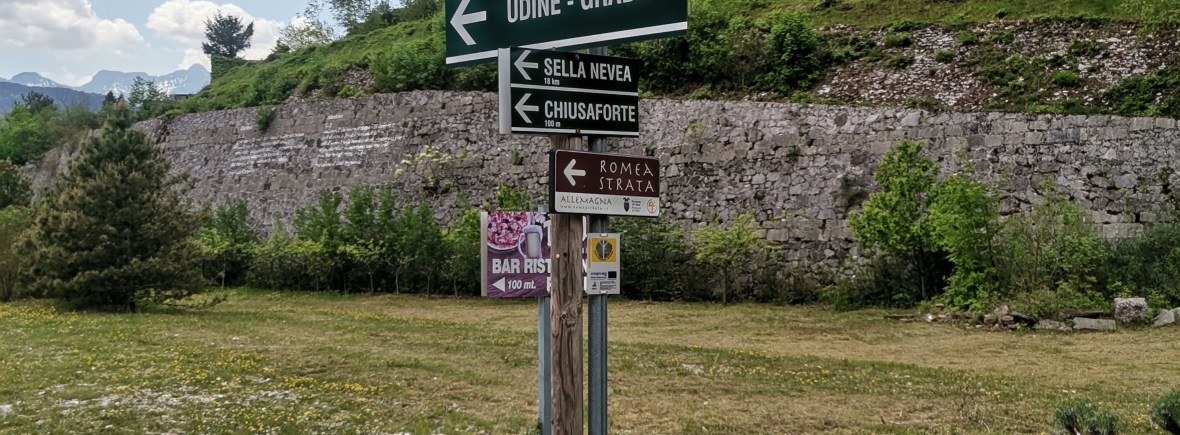 UDINE - GRAD
SELLA NEVEA
18 km
CHIUSAFORTE
100 m
ROMEA
STRATA
ALLEMAGNA
BAR RIST
100 mt.